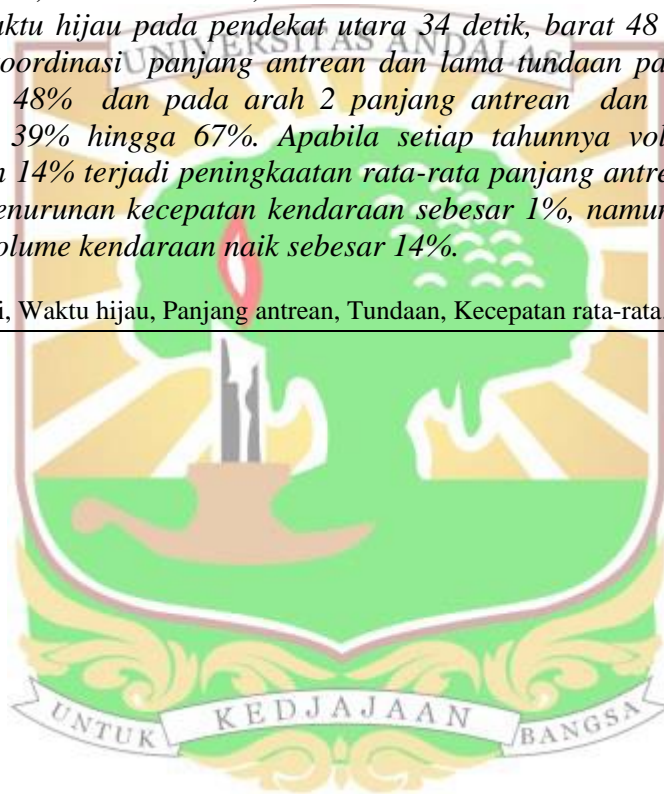 aktu hijau pada pendekat utara 34 detik, barat 48
UNIVERSITAS ANDALAS
oordinasi panjang antrean dan lama tundaan pa
48% dan pada arah 2 panjang antrean dan
39% hingga 67%. Apabila setiap tahunnya vol
n 14% terjadi peningkaatan rata-rata panjang antre
enurunan kecepatan kendaraan sebesar 1%, namun
olume kendaraan naik sebesar 14%.
i, Waktu hijau, Panjang antrean, Tundaan, Kecepatan rata-rata
UNTUK KEDJAJAAN BANGSA